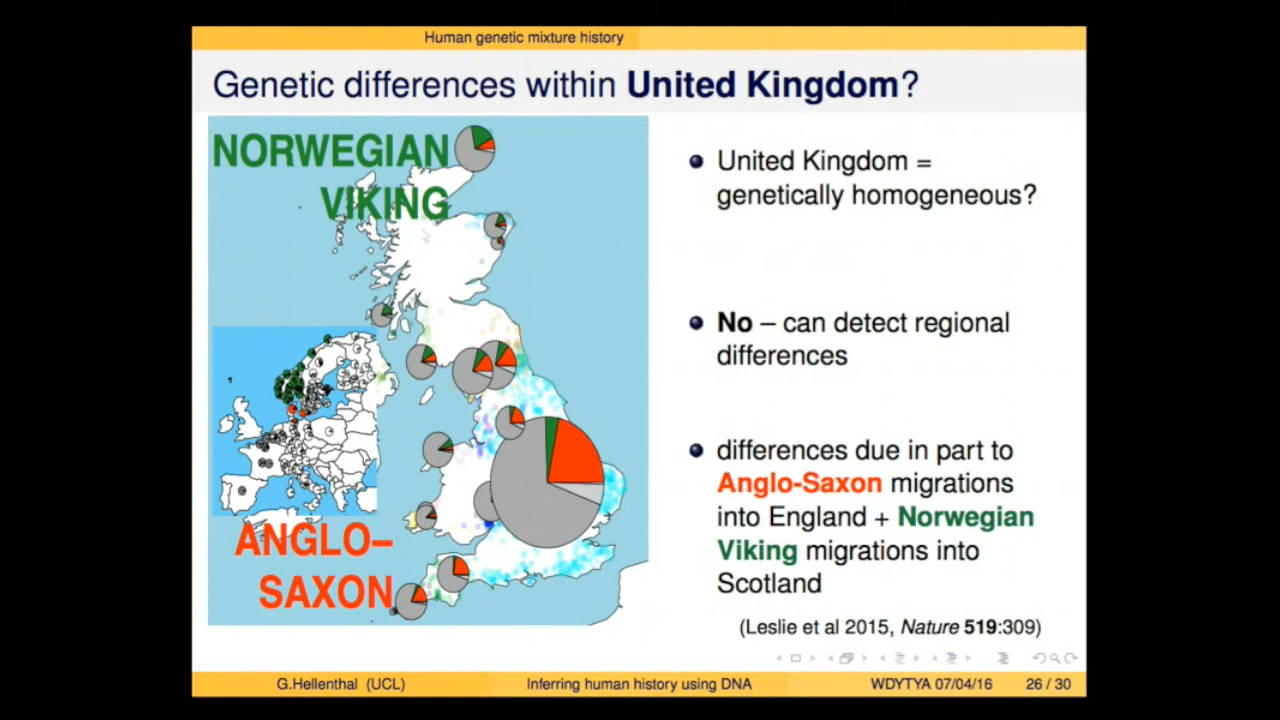 Human genetic mixture history
Genetic differences within United Kingdom?
NORWEGIAN
VIKING
ANGLO–
SAXON
United Kingdom =
genetically homogeneous?
No – can detect regional
differences
differences due in part to
Anglo-Saxon migrations
into England + Norwegian
Viking migrations into
Scotland
(Leslie et al 2015, Nature 519:309)
G.Hellenthal (UCL)
Inferring human history using DNA
WDYTYA 07/04/16
26 / 30